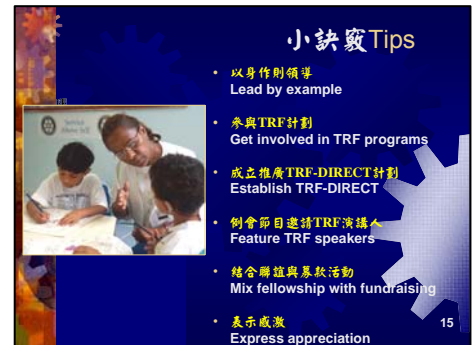 小訣竅Tips
• 以身作則領導
Lead by example
• 參與TRF計劃
Get involved in TRF programs
• 成立推廣TRF-DIRECT計劃
Establish TRF-DIRECT
• 例會節目邀請TRF演講人
Feature TRF speakers
• 結合聯誼與募款活動
Mix fellowship with fundraising
• 表示感激
Express appreciation
15